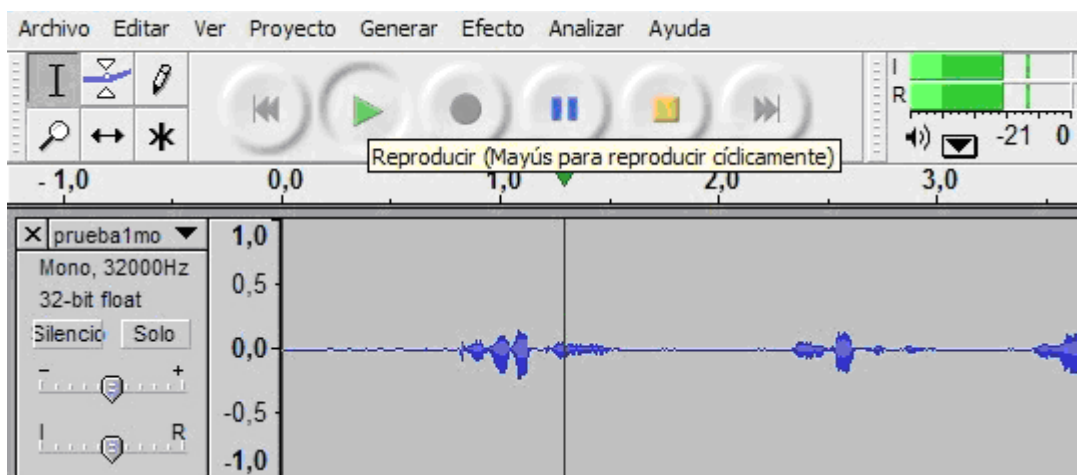 Archivo Editar Ver Proyecto Generar Efecto Analizar Ayuda
I
R
-21 0
Reproducir (Mayús para reproducir cíclicamente)
- 1,0 0,0 1,0 2,0 3,0
prueba1mo
Mono, 32000Hz
32-bit float
Silencio Solo
- +
I R
1,0
0,5
0,0
-0,5
-1,0